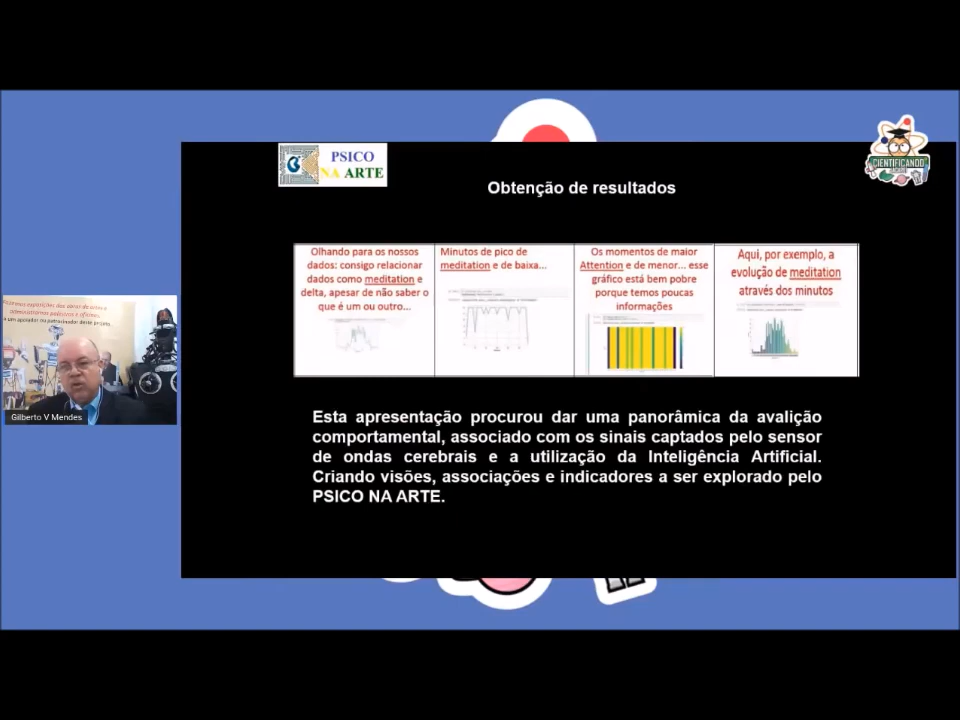 PSICO
NA ARTE
CIENTIFICANDO
Obtenção de resultados
Olhando para os nossos
dados: consigo relacionar
dados como meditation e
delta, apesar de não saber o
que é um ou outro...
Minutos de pico de
meditation e de baixa...
Os momentos de maior
Attention e de menor... esse
gráfico está bem pobre
porque temos poucas
informações
Aqui, por exemplo, a
evolução de meditation
através dos minutos
Gilberto V Mendes
Esta apresentação procurou dar uma panorâmica da avalição
comportamental, associado com os sinais captados pelo sensor
de ondas cerebrais e a utilização da Inteligência Artificial.
Criando visões, associações e indicadores a ser explorado pelo
PSICO NA ARTE.